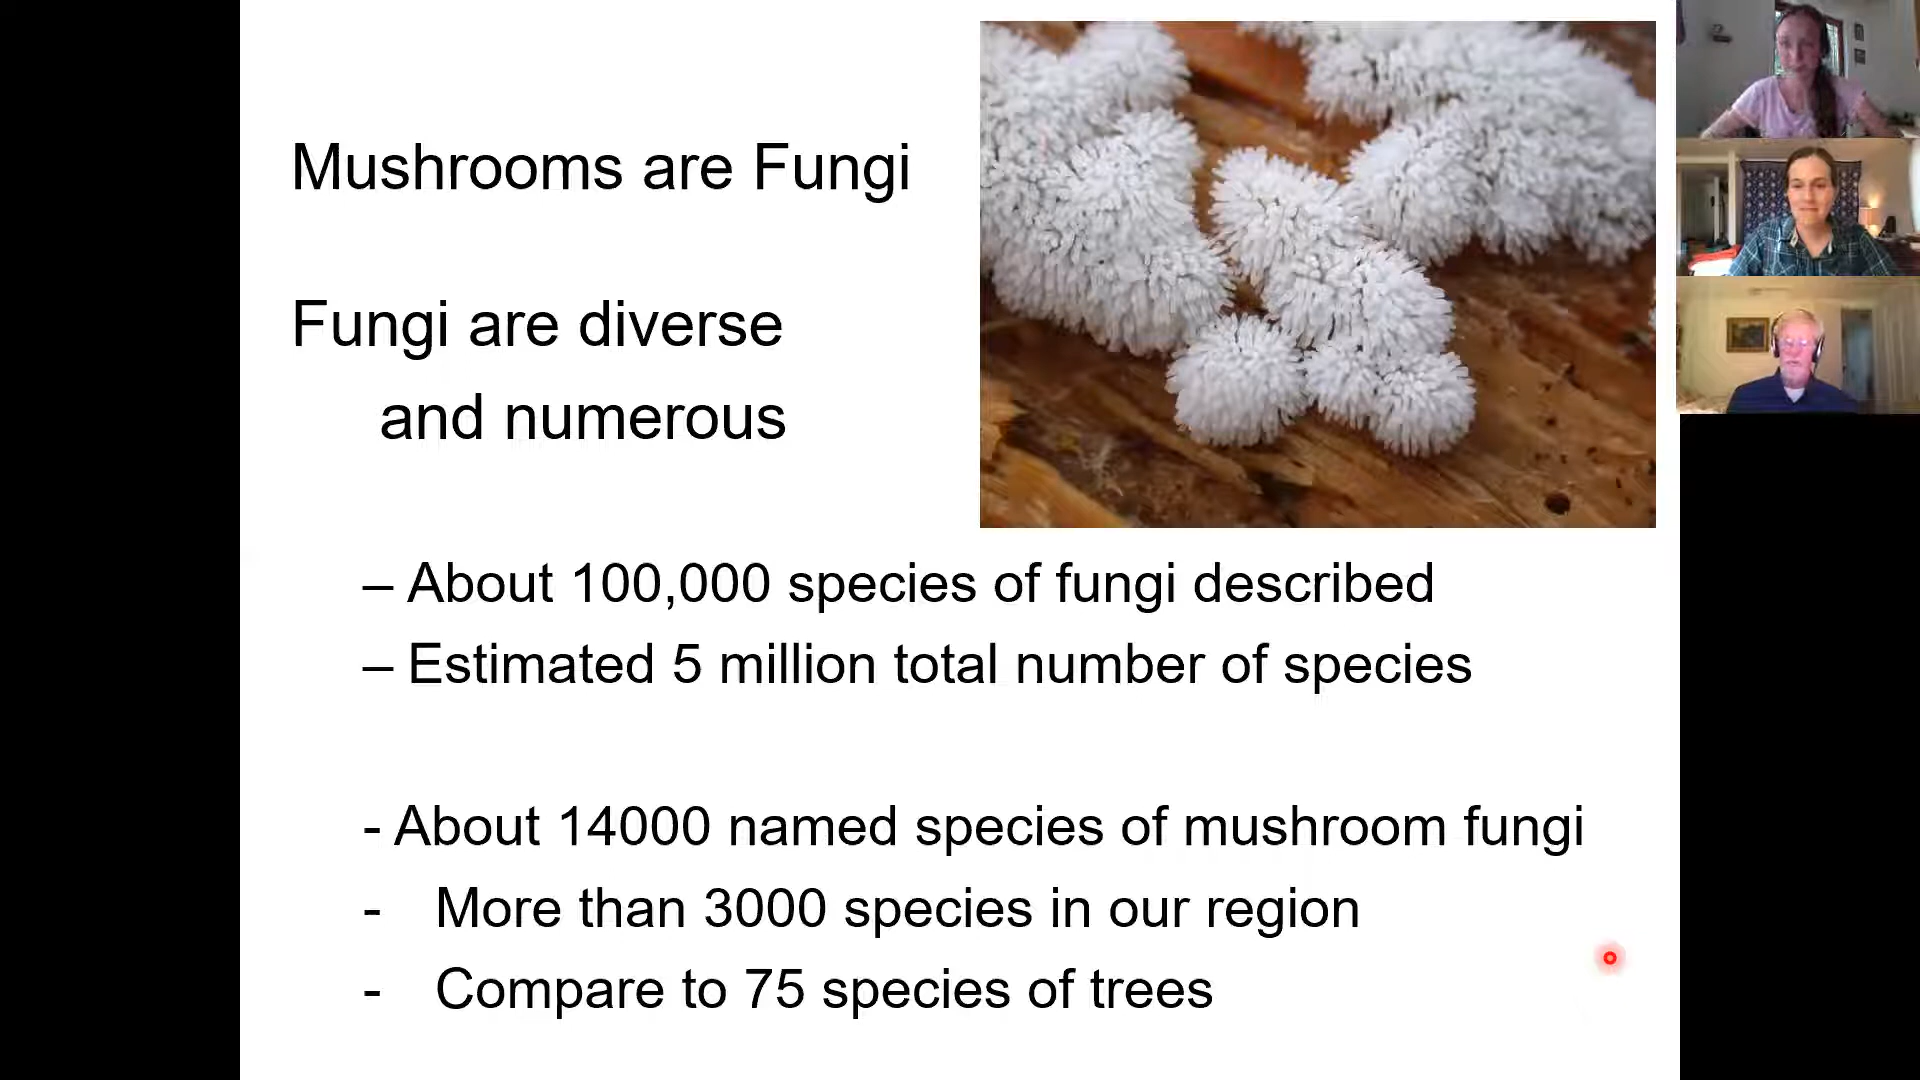 Mushrooms are Fungi
Fungi are diverse
and numerous
– About 100,000 species of fungi described
– Estimated 5 million total number of species
- About 14000 named species of mushroom fungi
- More than 3000 species in our region
- Compare to 75 species of trees